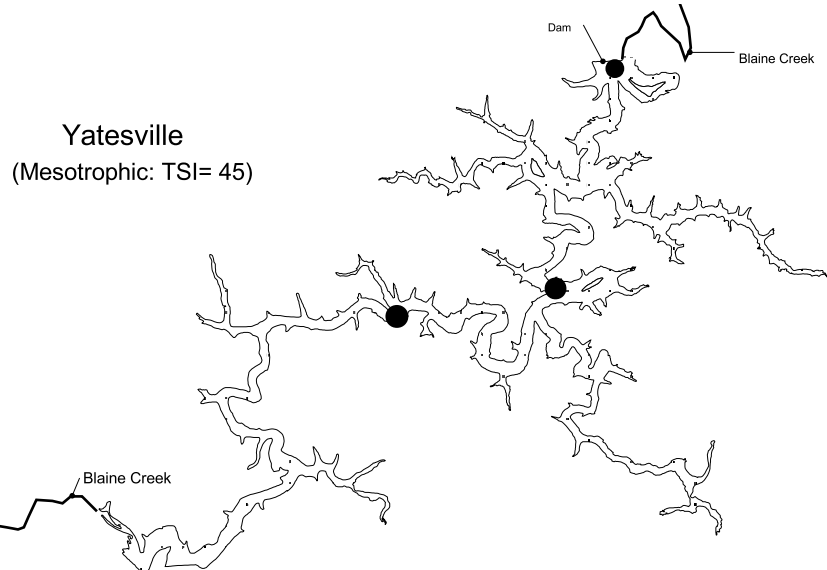 Dam
Blaine Creek
Yatesville
(Mesotrophic: TSI= 45)
Blaine Creek